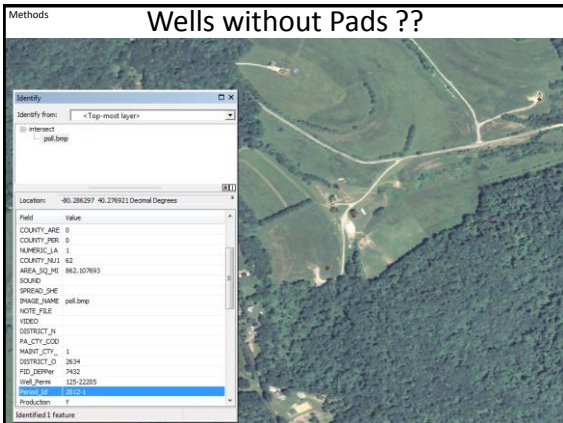 Methods
Wells without Pads ??
Identify
Identify from: <Top-most layer>
intersect
poll.bmp
Location: -80.286297 40.276921 Decimal Degrees
Field Value
COUNTY_ARE 0
COUNTY_PER 0
NUMERIC_LA 1
COUNTY_NU1 62
AREA_SQ_MI 862.107693
SOUND
SPREAD_SHE
IMAGE_NAME poll.bmp
NOTE_FILE
VIDEO
DISTRICT_N
PA_CTY_COD
MAINT_CTY_ 1
DISTRICT_O 2634
FID_DEPPer 7432
Well_Permi 125-22205
Period_Id 2012-1
Production Y
Identified 1 feature